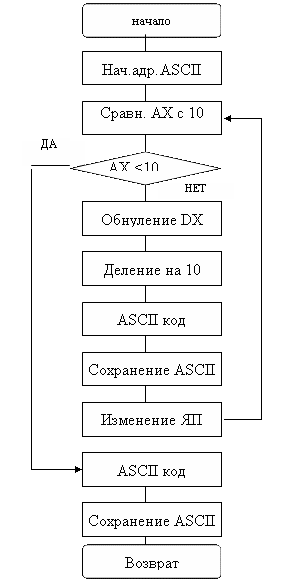 начало
Нач.адр.ASCII
Сравн. AX с 10
ДА
AX <10
НЕТ
Обнуление DX
Деление на 10
ASCII код
Сохранение ASCII
Изменение ЯП
ASCII код
Сохранение ASCII
Возврат